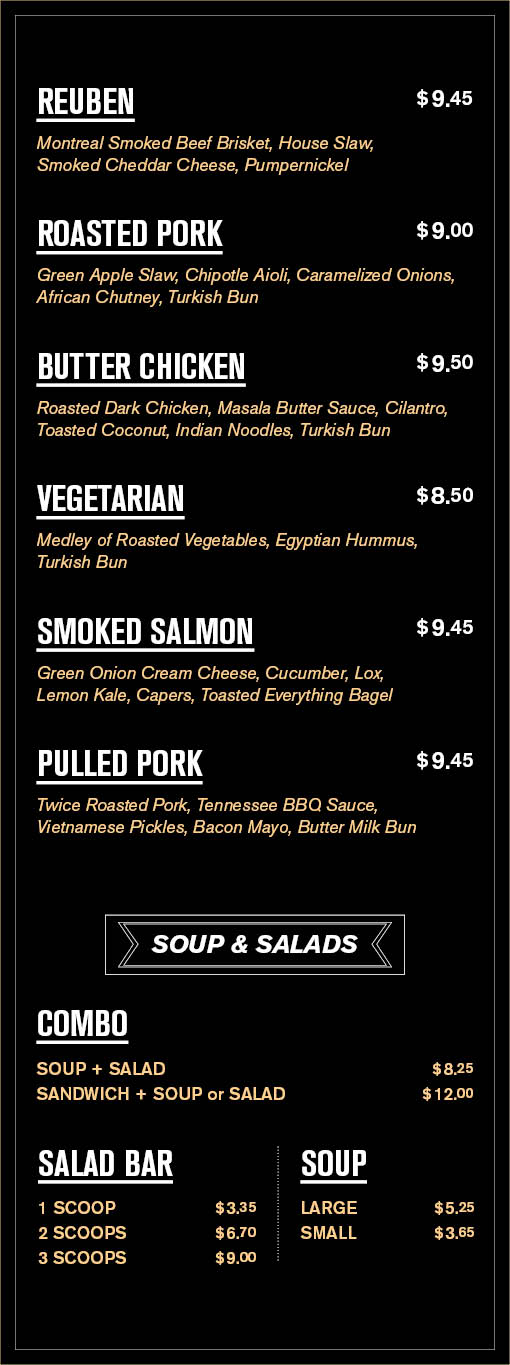 REUBEN $9.45
Montreal Smoked Beef Brisket, House Slaw,
Smoked Cheddar Cheese, Pumpernickel
ROASTED PORK $9.00
Green Apple Slaw, Chipotle Aioli, Caramelized Onions,
African Chutney, Turkish Bun
BUTTER CHICKEN $9.50
Roasted Dark Chicken, Masala Butter Sauce, Cilantro,
Toasted Coconut, Indian Noodles, Turkish Bun
VEGETARIAN $8.50
Medley of Roasted Vegetables, Egyptian Hummus,
Turkish Bun
SMOKED SALMON $9.45
Green Onion Cream Cheese, Cucumber, Lox,
Lemon Kale, Capers, Toasted Everything Bagel
PULLED PORK $9.45
Twice Roasted Pork, Tennessee BBQ Sauce,
Vietnamese Pickles, Bacon Mayo, Butter Milk Bun
SOUP & SALADS
COMBO
SOUP + SALAD $8.25
SANDWICH + SOUP or SALAD $12.00
SALAD BAR
1 SCOOP $3.35
2 SCOOPS $6.70
3 SCOOPS $9.00
SOUP
LARGE $5.25
SMALL $3.65